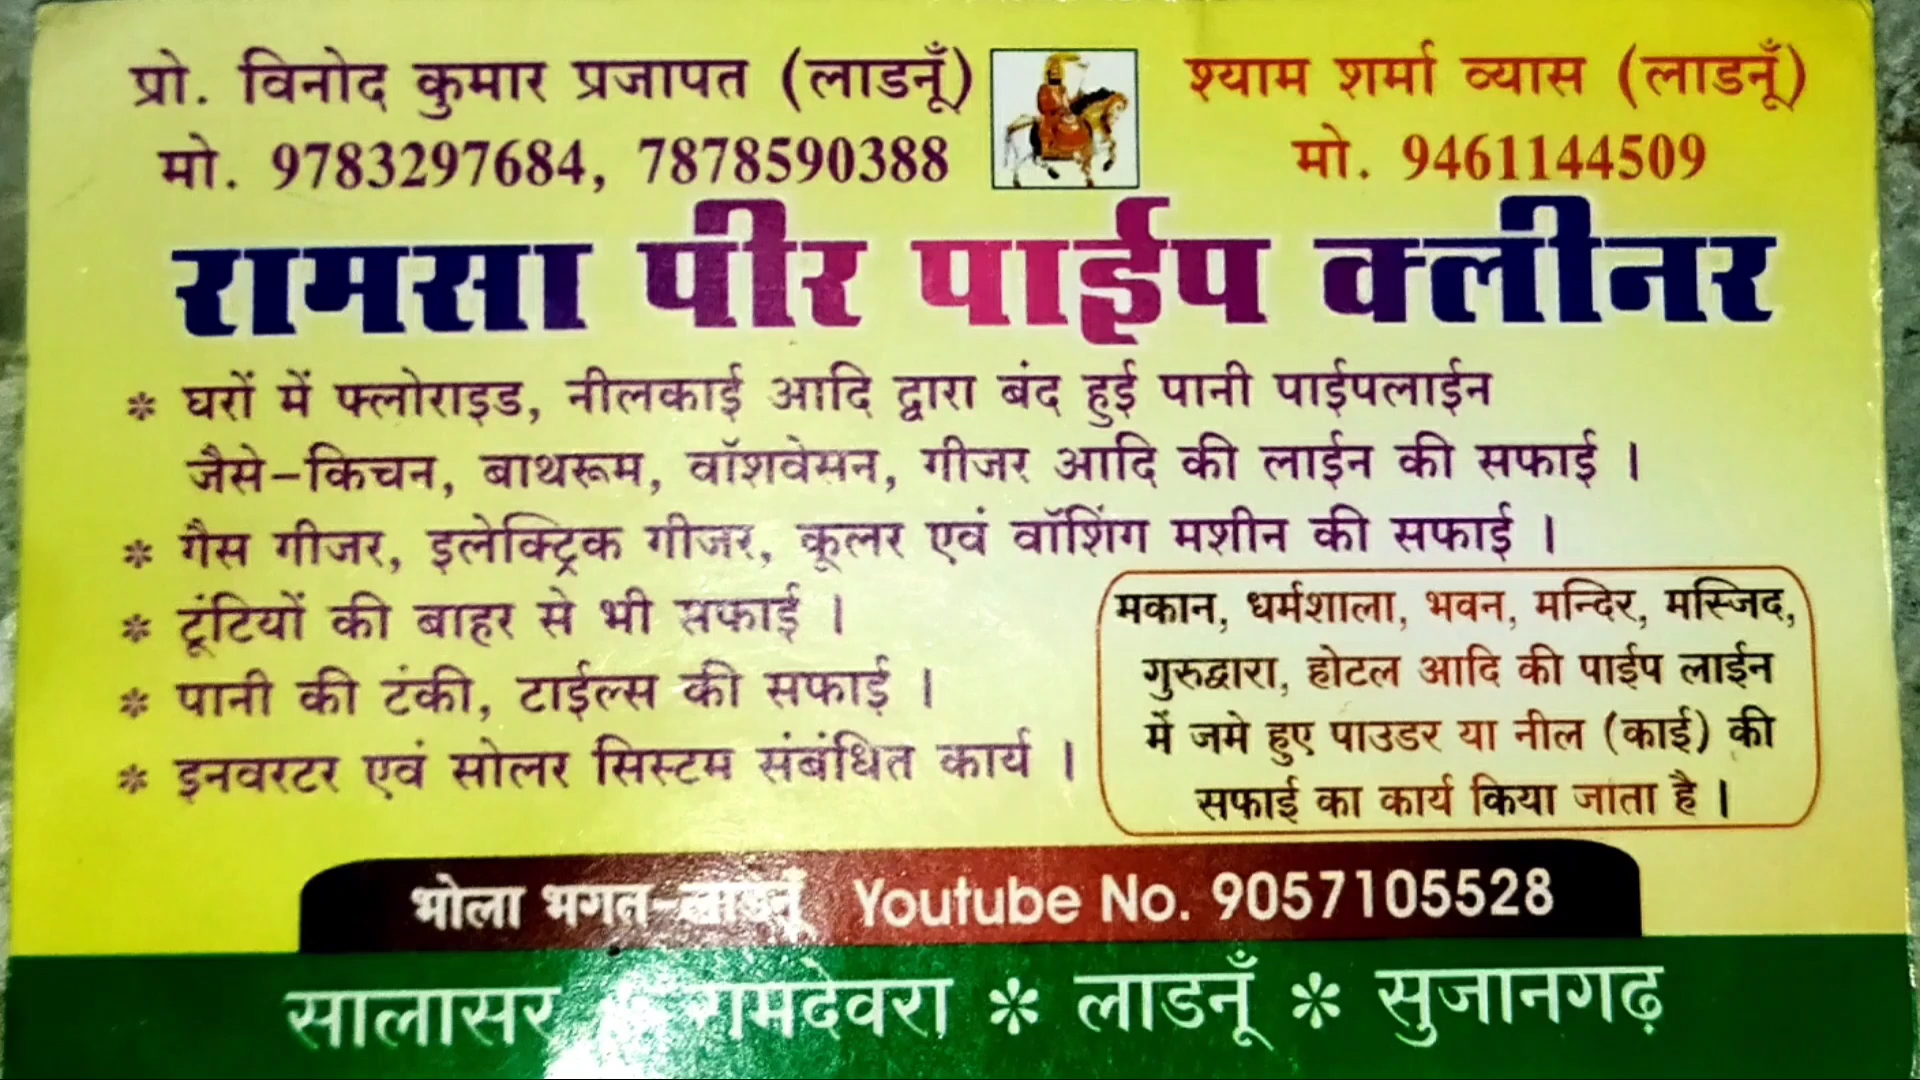 प्रो. विनोद कुमार प्रजापत (लाडनूँ)
मो. 9783297684, 7878590388
श्याम शर्मा व्यास (लाडनूँ)
मो. 9461144509
रामसा पीर पाईप क्लीनर
* घरों में फ्लोराइड, नीलकाई आदि द्वारा बंद हुई पानी पाईपलाईन
जैसे-किचन, बाथरूम, वॉशवेसन, गीजर आदि की लाईन की सफाई ।
* गैस गीजर, इलेक्ट्रिक गीजर, कूलर एवं वॉशिंग मशीन की सफाई ।
* टूंटियों की बाहर से भी सफाई ।
* पानी की टंकी, टाईल्स की सफाई ।
* इनवरटर एवं सोलर सिस्टम संबंधित कार्य ।
मकान, धर्मशाला, भवन, मन्दिर, मस्जिद,
गुरुद्वारा, होटल आदि की पाईप लाईन
में जमे हुए पाउडर या नील (काई) की
सफाई का कार्य किया जाता है ।
भोला भगत-लाडनूं Youtube No. 9057105528
सालासर * रामदेवरा * लाडनूँ * सुजानगढ़